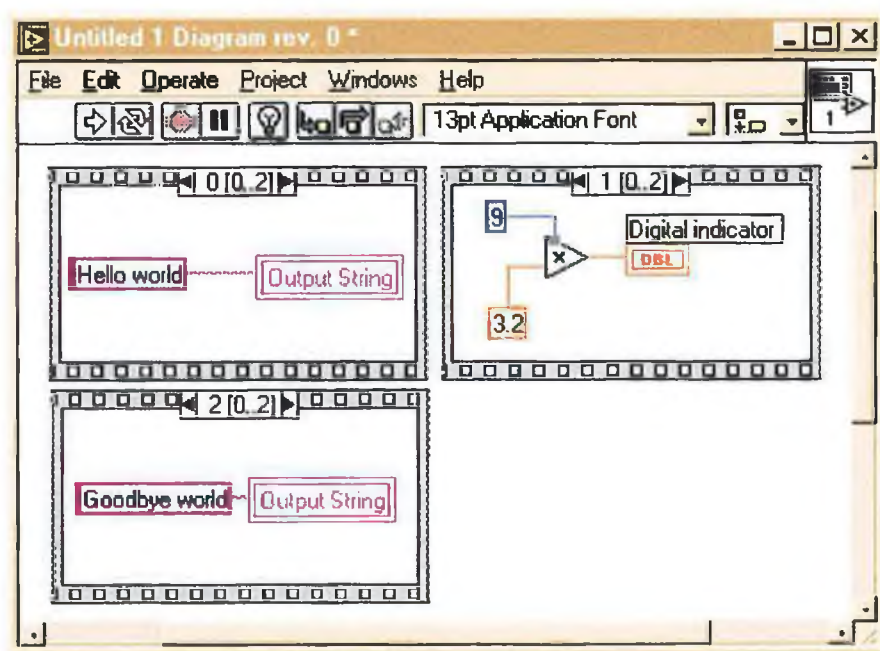 Untitled 1 Diagram rev. 0 *
File Edit Operate Project Windows Help
13pt Application Font
1
0 [0..2]
Hello world
Output String
1 [0..2]
9
Digital indicator
x
DBL
3.2
2 [0..2]
Goodbye world
Output String